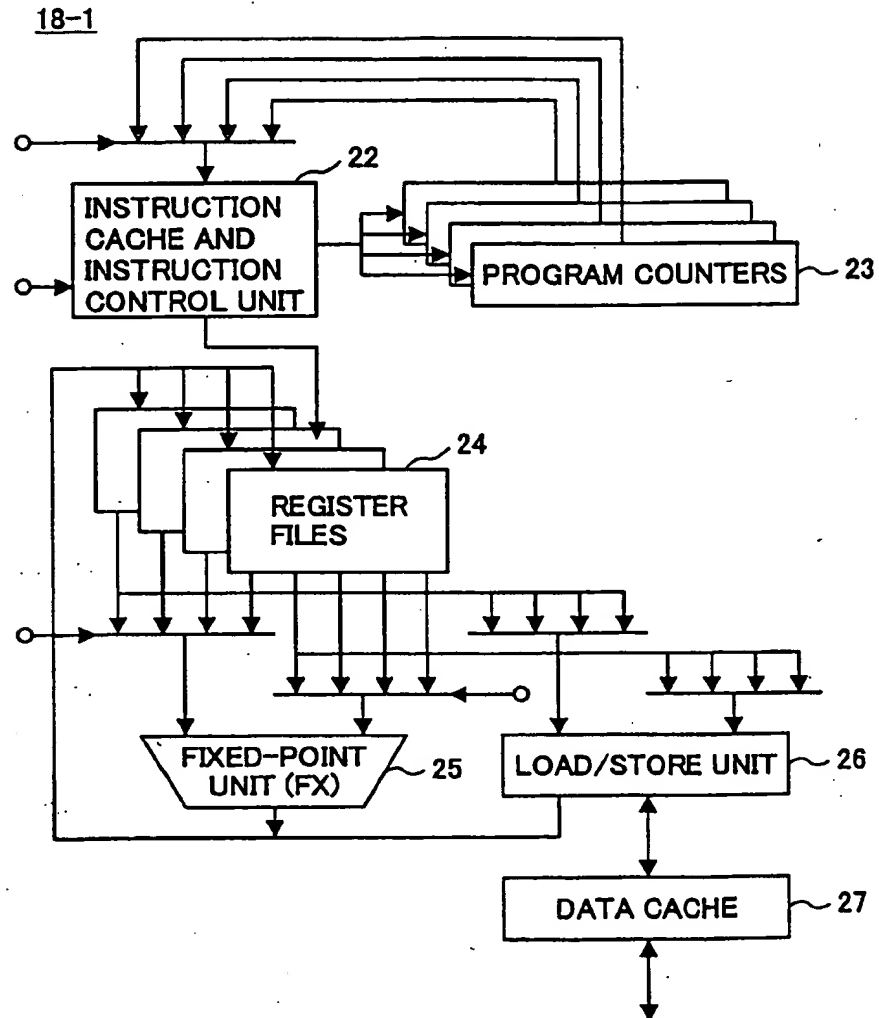 18-1
22
INSTRUCTION
CACHE AND
INSTRUCTION
CONTROL UNIT
PROGRAM COUNTERS
23
24
REGISTER
FILES
FIXED-POINT
UNIT (FX)
25
LOAD/STORE UNIT
26
DATA CACHE
27